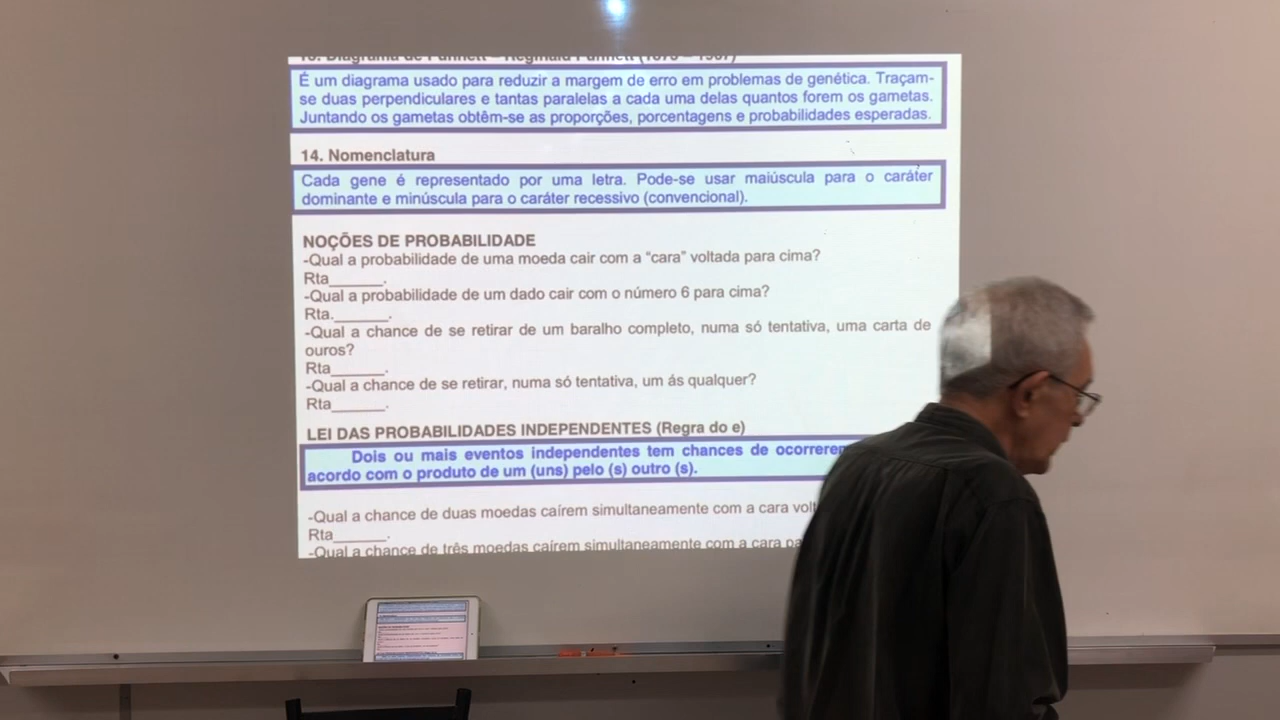 13. Diagrama de Punnett – Reginald Punnett (1875 – 1967)
É um diagrama usado para reduzir a margem de erro em problemas de genética. Traçam-
se duas perpendiculares e tantas paralelas a cada uma delas quantos forem os gametas.
Juntando os gametas obtêm-se as proporções, porcentagens e probabilidades esperadas.
14. Nomenclatura
Cada gene é representado por uma letra. Pode-se usar maiúscula para o caráter
dominante e minúscula para o caráter recessivo (convencional).
NOÇÕES DE PROBABILIDADE
-Qual a probabilidade de uma moeda cair com a “cara” voltada para cima?
Rta______.
-Qual a probabilidade de um dado cair com o número 6 para cima?
Rta.______.
-Qual a chance de se retirar de um baralho completo, numa só tentativa, uma carta de
ouros?
Rta______.
-Qual a chance de se retirar, numa só tentativa, um ás qualquer?
Rta______.
LEI DAS PROBABILIDADES INDEPENDENTES (Regra do e)
Dois ou mais eventos independentes tem chances de ocorrerem
acordo com o produto de um (uns) pelo (s) outro (s).
-Qual a chance de duas moedas caírem simultaneamente com a cara
Rta______.
-Qual a chance de três moedas caírem simultaneamente com a cara